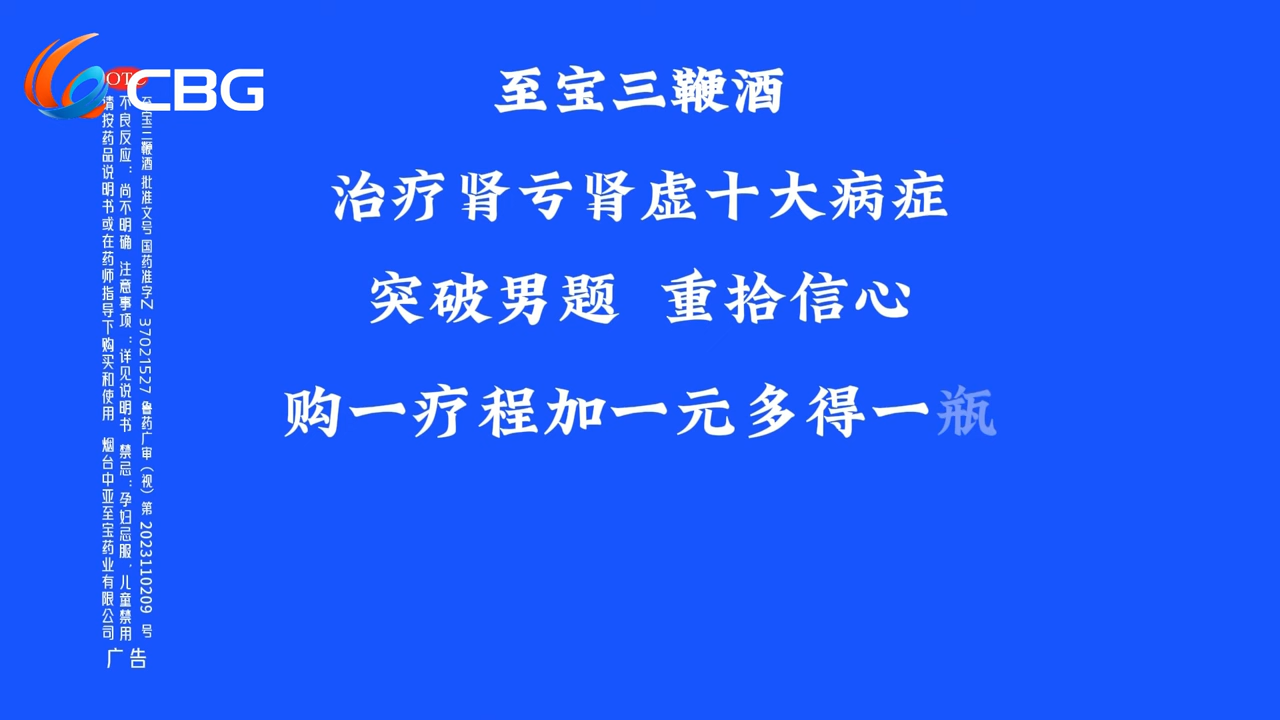 CBG
OTC
至宝三鞭酒
治疗肾亏肾虚十大病症
突破男题 重拾信心
购一疗程加一元多得一瓶
至宝三鞭酒 批准文号 国药准字Z 37021527 鲁药广审（视）第 2023110209 号
不良反应：尚不明确 注意事项：详见说明书 禁忌：孕妇忌服，儿童禁用
请按药品说明书或在药师指导下购买和使用 烟台中亚至宝药业有限公司
广告